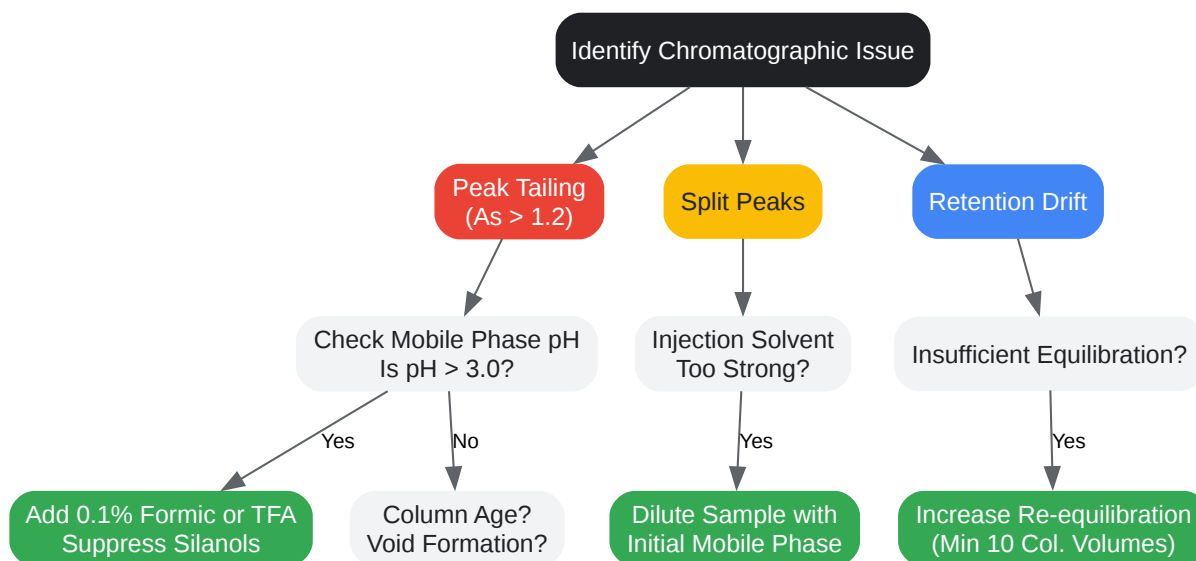 Identify Chromatographic Issue
Peak Tailing
(As > 1.2)
Split Peaks
Retention Drift
Check Mobile Phase pH
Is pH > 3.0?
Injection Solvent
Too Strong?
Insufficient Equilibration?
Yes
No
Yes
Yes
Add 0.1% Formic or TFA
Suppress Silanols
Column Age?
Void Formation?
Dilute Sample with
Initial Mobile Phase
Increase Re-equilibration
(Min 10 Col. Volumes)